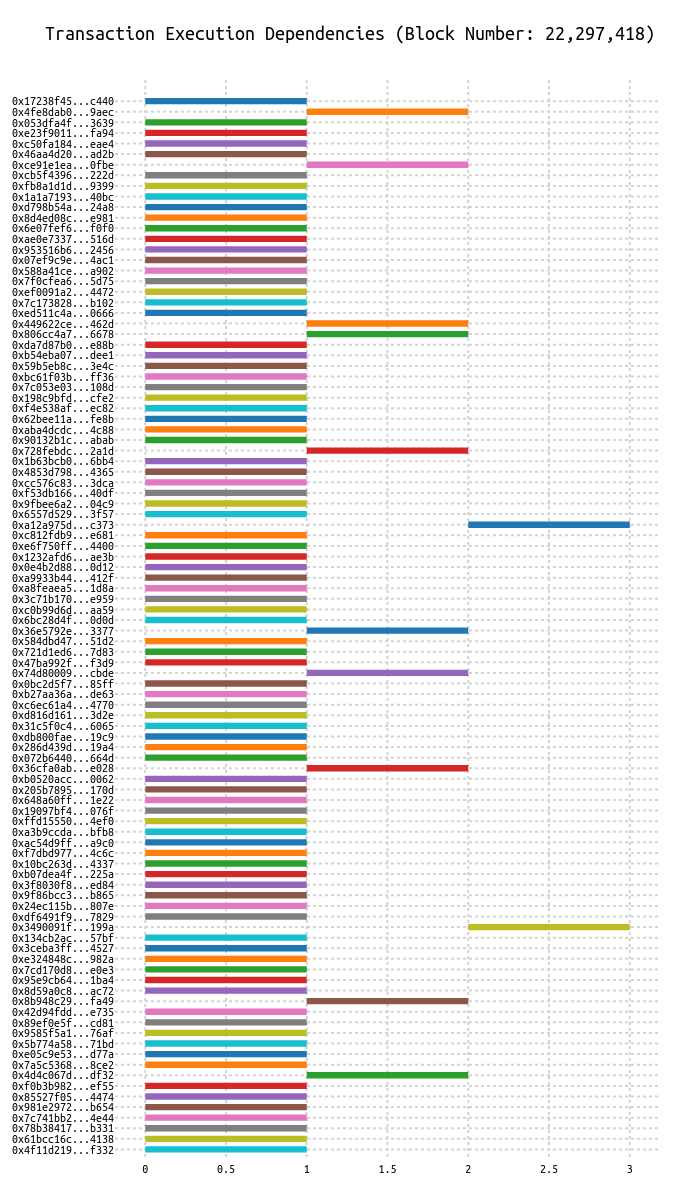 Transaction Execution Dependencies (Block Number: 22,297,418)
0x17238f45...c440
0x4fe8dab0...9aec
0x053dfa4f...3639
0xe23f9011...fa94
0xc50fa184...eae4
0x46aa4d20...ad2b
0xce91e1ea...0fbe
0xcb5f4396...222d
0xfb8a1d1d...9399
0x1a1a7193...40bc
0xd798b54a...24a8
0x8d4ed08c...e981
0x6e07fef6...f0f0
0xae0e7337...516d
0x953516b6...2456
0x07ef9c9e...4ac1
0x588a41ce...a902
0x7f0cfea6...5d75
0xef0091a2...4472
0x7c173828...b102
0xed511c4a...0666
0x449622ce...462d
0x806cc4a7...6678
0xda7d87b0...e88b
0xb54eba07...dee1
0x59b5eb8c...3e4c
0xbc61f03b...ff36
0x7c053e03...108d
0x198c9bfd...cfe2
0xf4e538af...ec82
0x62bee11a...fe8b
0xaba4dcdc...4c88
0x90132b1c...abab
0x728febdc...2a1d
0x1b63bcb0...6bb4
0x4853d798...4365
0xcc576c83...3dca
0xf53db166...40df
0x9fbee6a2...04c9
0x6557d529...3f57
0xa12a975d...c373
0xc812fdb9...e681
0xe6f750ff...4400
0x1232afd6...ae3b
0x0e4b2d88...0d12
0xa9933b44...412f
0xa8feaea5...1d8a
0x3c71b170...e959
0xc0b99d6d...aa59
0x6bc28d4f...0d0d
0x36e5792e...3377
0x584dbd47...51d2
0x721d1ed6...7d83
0x47ba992f...f3d9
0x74d80009...cbde
0x0bc2d5f7...85ff
0xb27aa36a...de63
0xc6ec61a4...4770
0xd816d161...3d2e
0x31c5f0c4...6065
0xdb800fae...19c9
0x286d439d...19a4
0x072b6440...664d
0x36cfa0ab...e028
0xb0520acc...0062
0x205b7895...170d
0x648a60ff...1e22
0x19097bf4...076f
0xffd15550...4ef0
0xa3b9ccda...bfb8
0xac54d9ff...a9c0
0xf7dbd977...4c6c
0x10bc263d...4337
0xb07dea4f...225a
0x3f8030f8...ed84
0x9f86bcc3...b865
0x24ec115b...807e
0xdf6491f9...7829
0x3490091f...199a
0x134cb2ac...57bf
0x3ceba3ff...4527
0xe324848c...982a
0x7cd170d8...e0e3
0x95e9cb64...1ba4
0x8d59a0c8...ac72
0x8b948c29...fa49
0x42d94fdd...e735
0x89ef0e5f...cd81
0x9585f5a1...76af
0x5b774a58...71bd
0xe05c9e53...d77a
0x7a5c5368...8ce2
0x4d4c067d...df32
0xf0b3b982...ef55
0x85527f05...4474
0x981e2972...b654
0x7c741bb2...4e44
0x78b38417...b331
0x61bcc16c...4138
0x4f11d219...f332
0 0.5 1 1.5 2 2.5 3